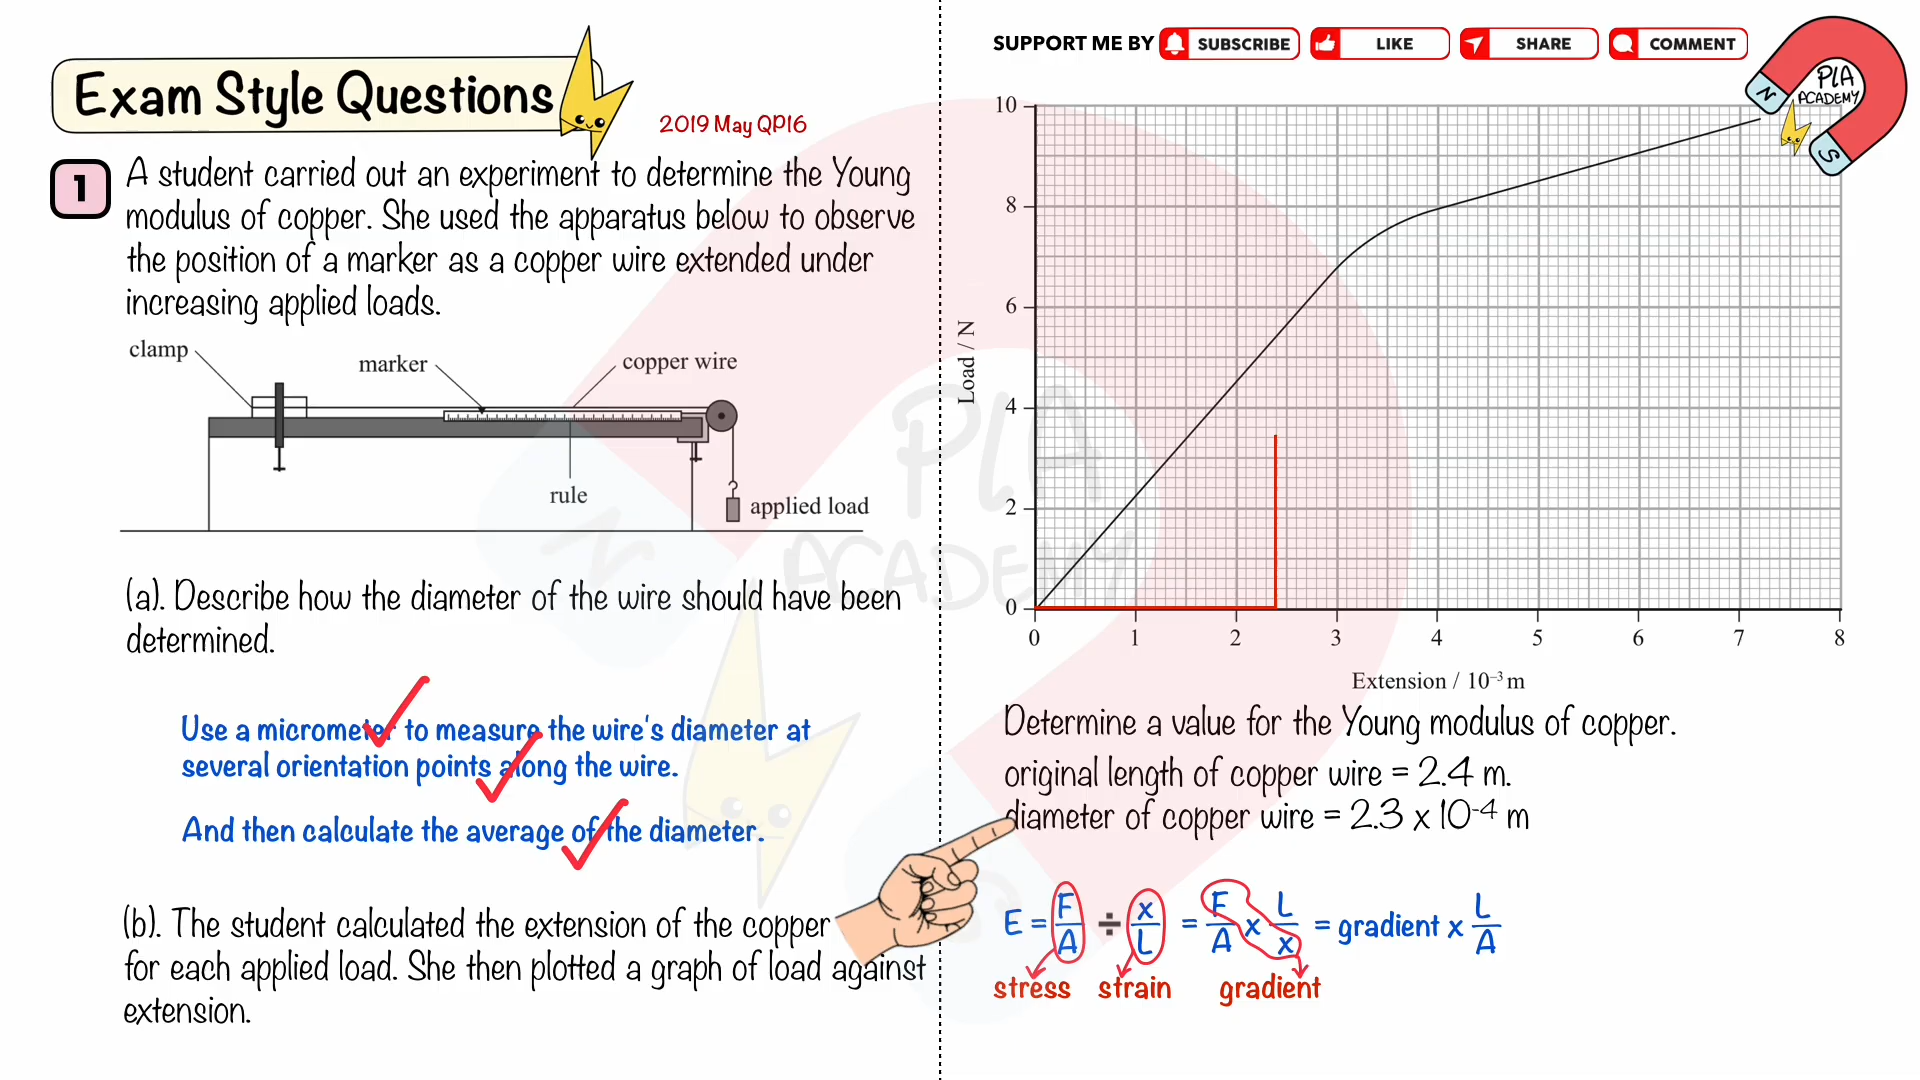 Exam Style Questions
2019 May QP16
1
A student carried out an experiment to determine the Young
modulus of copper. She used the apparatus below to observe
the position of a marker as a copper wire extended under
increasing applied loads.
clamp
marker
copper wire
rule
applied load
(a). Describe how the diameter of the wire should have been
determined.
Use a micrometer to measure the wire's diameter at
several orientation points along the wire.
And then calculate the average of the diameter.
(b). The student calculated the extension of the copper
for each applied load. She then plotted a graph of load against
extension.
SUPPORT ME BY SUBSCRIBE LIKE SHARE COMMENT
PLA
ACADEMY
N
S
10
8
6
4
2
0
Load / N
0 1 2 3 4 5 6 7 8
Extension / 10⁻³ m
Determine a value for the Young modulus of copper.
original length of copper wire = 2.4 m.
diameter of copper wire = 2.3 x 10⁻⁴ m
E = F/A ÷ x/L = F/A x L/x = gradient x L/A
stress strain gradient
PLA
ACADEMY
N